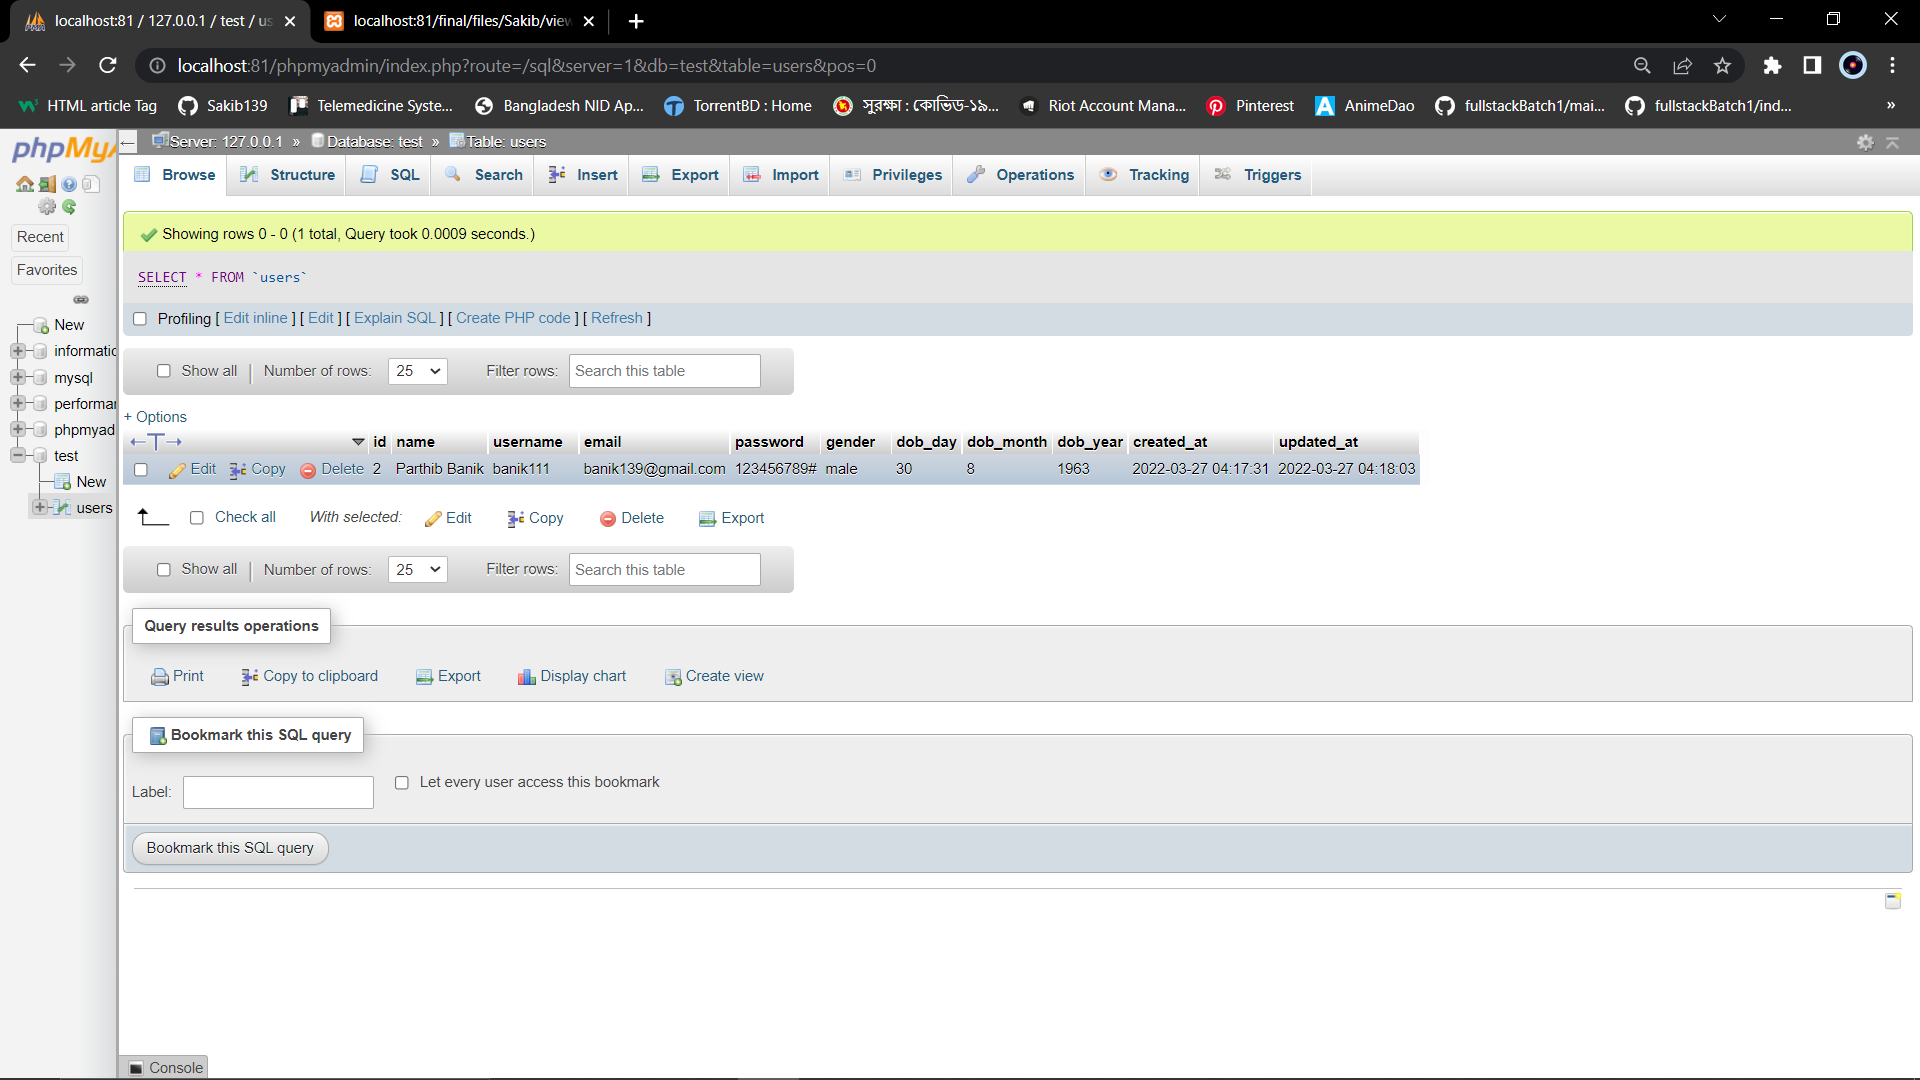 localhost:81 / 127.0.0.1 / test / us
localhost:81/final/files/Sakib/view
localhost:81/phpmyadmin/index.php?route=/sql&server=1&db=test&table=users&pos=0
HTML article Tag
Sakib139
Telemedicine Syste...
Bangladesh NID Ap...
TorrentBD : Home
সুরক্ষা : কোভিড-১৯...
Riot Account Mana...
Pinterest
AnimeDao
fullstackBatch1/mai...
fullstackBatch1/ind...
»
phpMyA
Recent
Favorites
New
informatio
mysql
performan
phpmyad
test
New
users
Server: 127.0.0.1 » Database: test » Table: users
Browse Structure SQL Search Insert Export Import Privileges Operations Tracking Triggers
Showing rows 0 - 0 (1 total, Query took 0.0009 seconds.)
SELECT * FROM `users`
Profiling [ Edit inline ] [ Edit ] [ Explain SQL ] [ Create PHP code ] [ Refresh ]
Show all | Number of rows: 25 Filter rows: Search this table
+ Options
←T→ id name username email password gender dob_day dob_month dob_year created_at updated_at
Edit Copy Delete 2 Parthib Banik banik111 banik139@gmail.com 123456789# male 30 8 1963 2022-03-27 04:17:31 2022-03-27 04:18:03
Check all With selected: Edit Copy Delete Export
Show all | Number of rows: 25 Filter rows: Search this table
Query results operations
Print Copy to clipboard Export Display chart Create view
Bookmark this SQL query
Label: Let every user access this bookmark
Bookmark this SQL query
Console